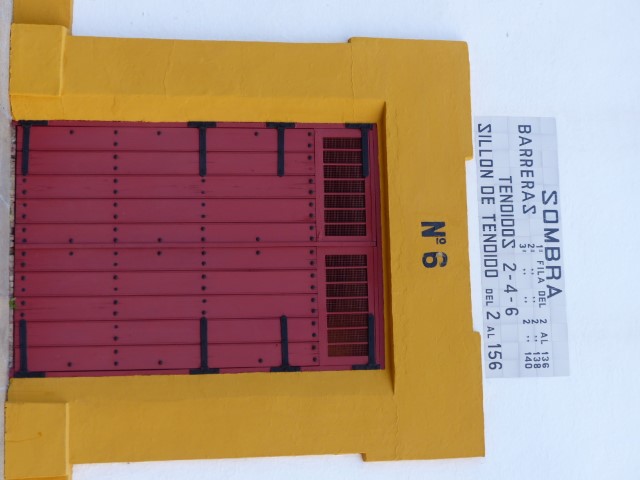 SOMBRA
1ª FILA DEL 2 AL 136
2ª ,, ,, 2 ,, 138
BARRERAS 3ª ,, ,, 2 ,, 140
TENDIDOS 2-4-6
SILLON DE TENDIDO DEL 2 AL 156
Nº 6